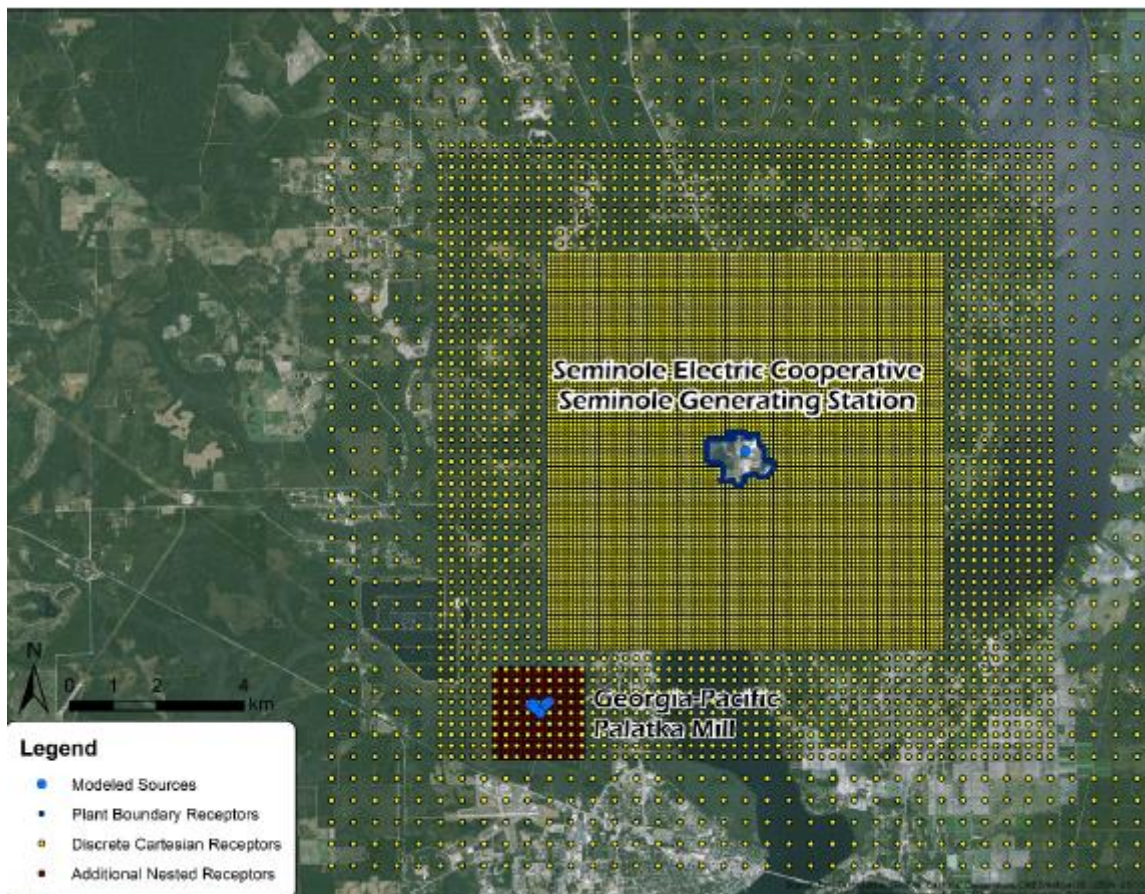 Seminole Electric Cooperative
Seminole Generating Station
Georgia-Pacific
Palatka Mill
N
0 1 2 4
km
Legend
Modeled Sources
Plant Boundary Receptors
Discrete Cartesian Receptors
Additional Nested Receptors